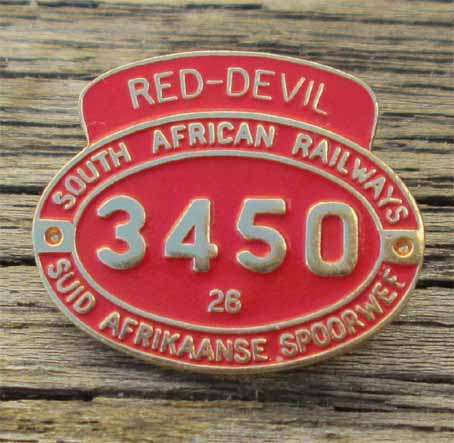 RED-DEVIL
SOUTH AFRICAN RAILWAYS
3450
26
SUID AFRIKAANSE SPOORWEË